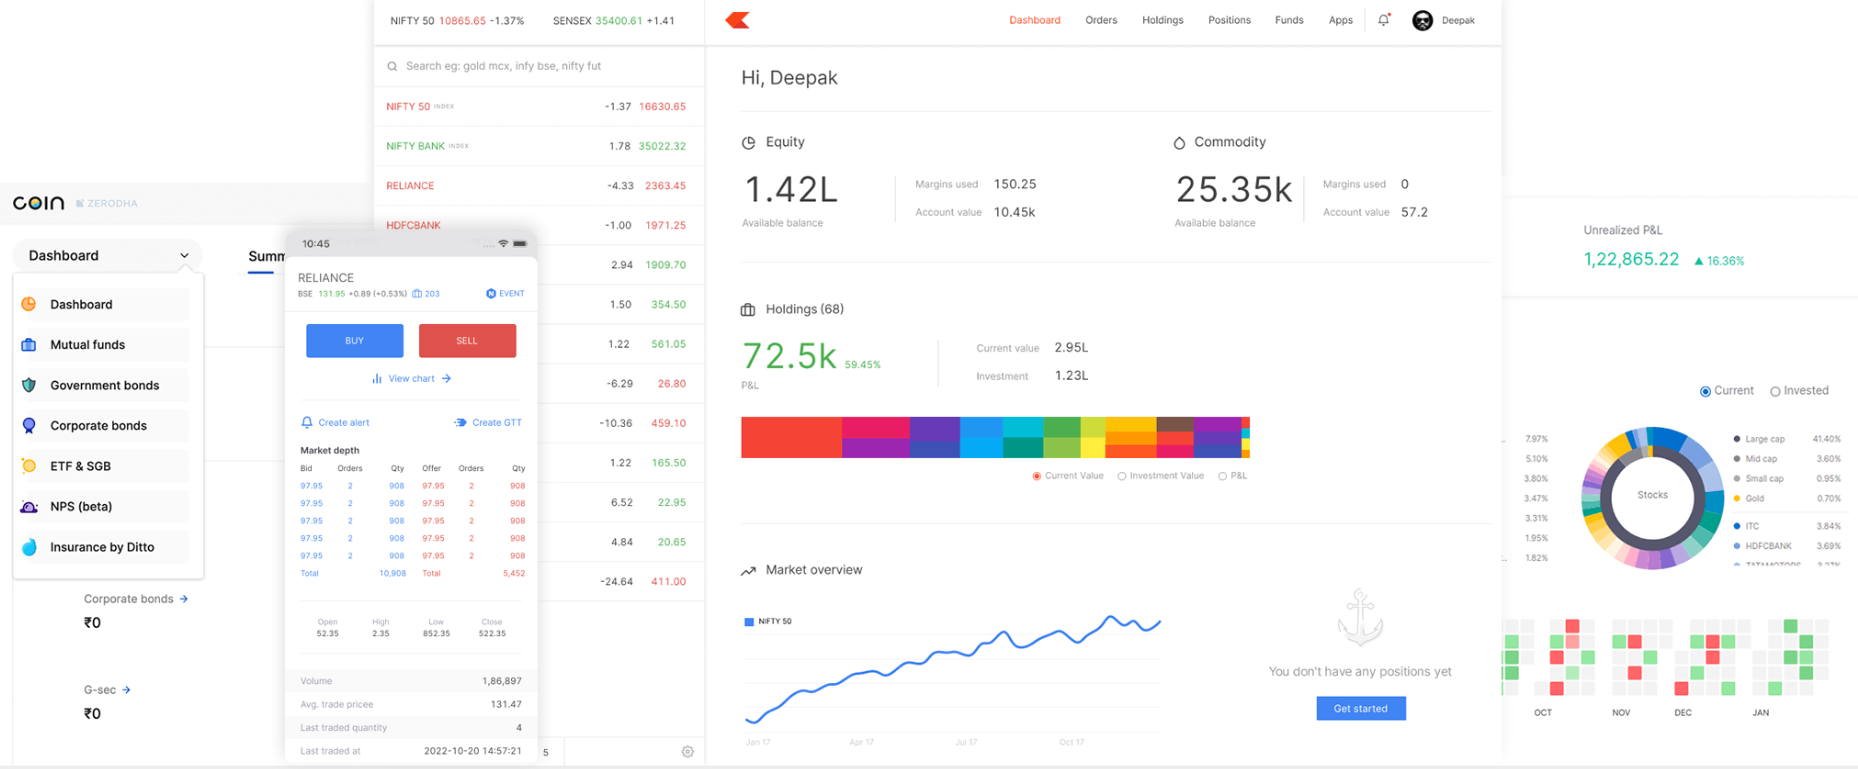 NIFTY 50 10865.65 -1.37% SENSEX 35400.61 +1.41
Dashboard Orders Holdings Positions Funds Apps Deepak
Search eg: gold mcx, infy bse, nifty fut
NIFTY 50 INDEX -1.37 16630.65
NIFTY BANK INDEX 1.78 35022.32
RELIANCE -4.33 2363.45
HDFCBANK -1.00 1971.25
2.94 1909.70
1.50 354.50
1.22 561.05
-6.29 26.80
-10.36 459.10
1.22 165.50
6.52 22.95
4.84 20.65
-24.64 411.00
5
COIN ZERODHA
Dashboard
Summ
Dashboard
Mutual funds
Government bonds
Corporate bonds
ETF & SGB
NPS (beta)
Insurance by Ditto
Corporate bonds →
₹0
G-sec →
₹0
10:45
RELIANCE
BSE 131.95 +0.89 (+0.53%) 203 EVENT
BUY SELL
View chart →
Create alert Create GTT
Market depth
Bid Orders Qty Offer Orders Qty
97.95 2 908 97.95 2 908
97.95 2 908 97.95 2 908
97.95 2 908 97.95 2 908
97.95 2 908 97.95 2 908
97.95 2 908 97.95 2 908
Total 10,908 Total 5,452
Open High Low Close
52.35 2.35 852.35 522.35
Volume 1,86,897
Avg. trade pricee 131.47
Last traded quantity 4
Last traded at 2022-10-20 14:57:21
Hi, Deepak
Equity
1.42L
Available balance
Margins used 150.25
Account value 10.45k
Commodity
25.35k
Available balance
Margins used 0
Account value 57.2
Holdings (68)
72.5k 59.45%
P&L
Current value 2.95L
Investment 1.23L
Current Value Investment Value P&L
Market overview
NIFTY 50
Jan 17 Apr 17 Jul 17 Oct 17
You don't have any positions yet
Get started
Unrealized P&L
1,22,865.22 ▲ 16.36%
Current Invested
7.97%
5.10%
3.80%
3.47%
3.31%
1.95%
1.82%
Stocks
Large cap 41.40%
Mid cap 3.60%
Small cap 0.95%
Gold 0.70%
ITC 3.84%
HDFCBANK 3.69%
TATAMOTORS 3.27%
OCT NOV DEC JAN